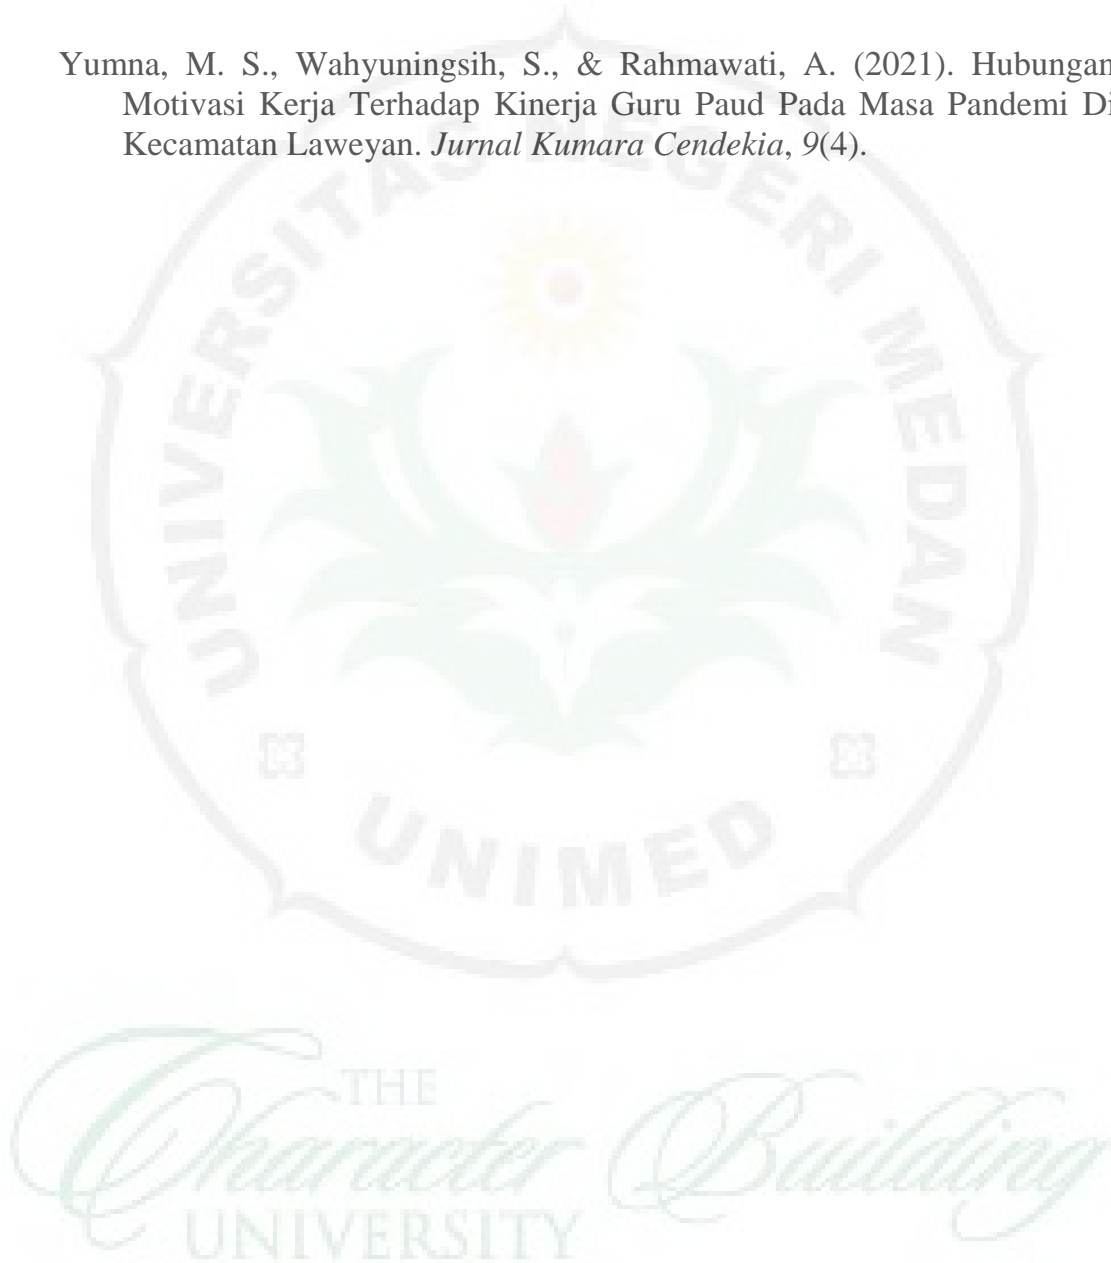 Yumna, M. S., Wahyuningsih, S., & Rahmawati, A. (2021). Hubungan
Motivasi Kerja Terhadap Kinerja Guru Paud Pada Masa Pandemi Di
Kecamatan Laweyan. Jurnal Kumara Cendekia, 9(4).
UNIVERSITAS NEGERI MEDAN
UNIMED
THE
Character Building
UNIVERSITY